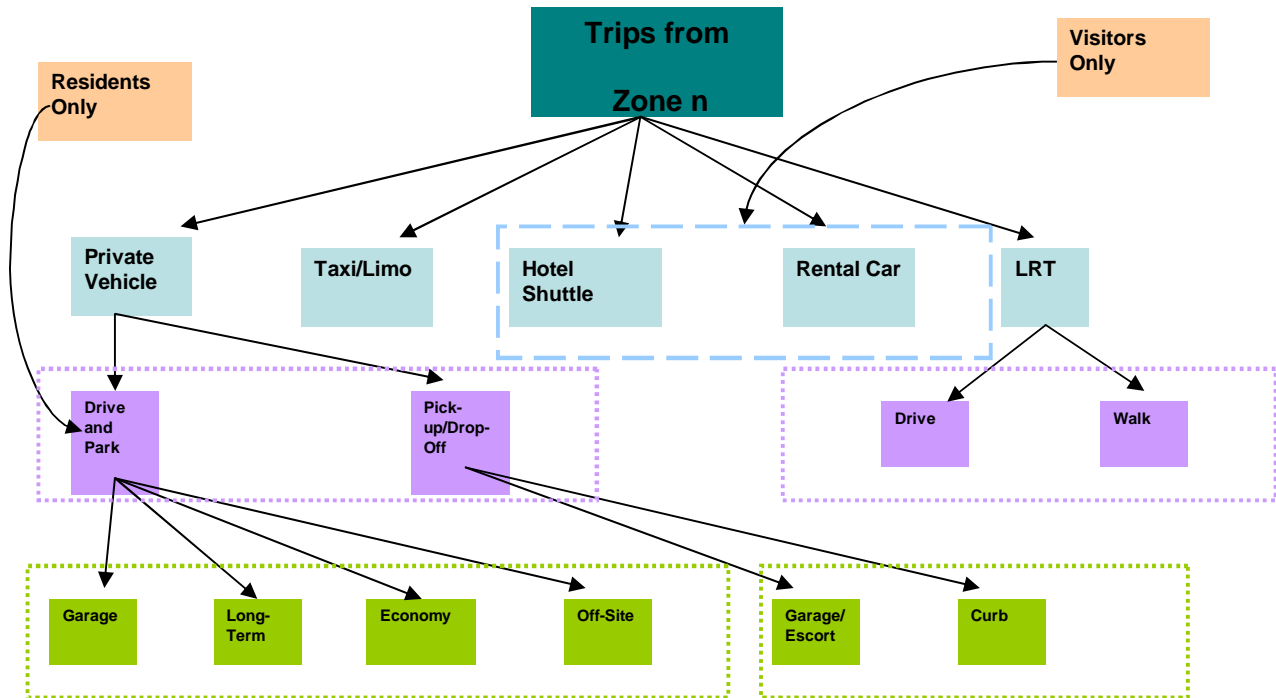 Trips from
Zone n
Visitors
Only
Residents
Only
Private
Vehicle
Taxi/Limo
Hotel
Shuttle
Rental Car
LRT
Drive
and
Park
Pick-
up/Drop-
Off
Drive
Walk
Garage
Long-
Term
Economy
Off-Site
Garage/
Escort
Curb